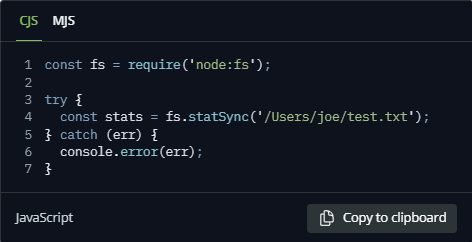 CJS MJS
1 const fs = require('node:fs');
2
3 try {
4   const stats = fs.statSync('/Users/joe/test.txt');
5 } catch (err) {
6   console.error(err);
7 }
JavaScript Copy to clipboard